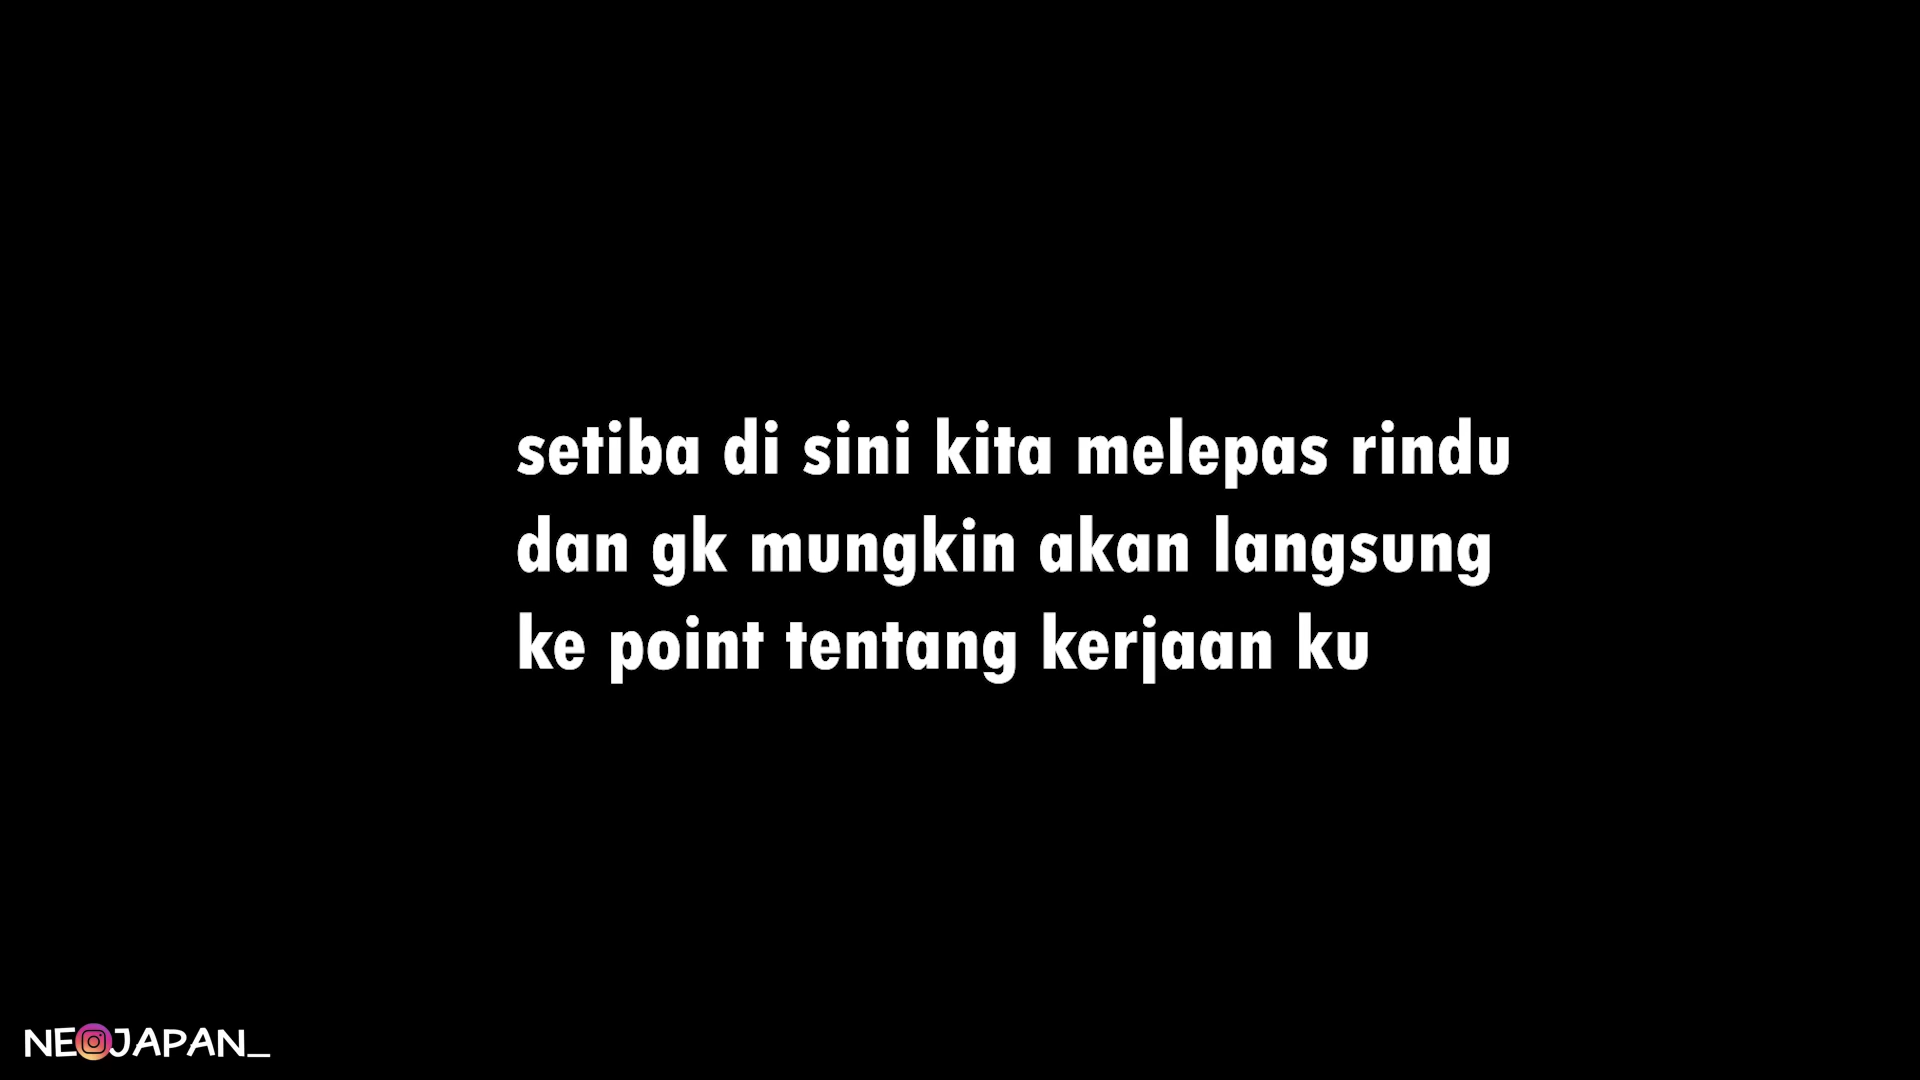 setiba di sini kita melepas rindu
dan gk mungkin akan langsung
ke point tentang kerjaan ku
NEOJAPAN_